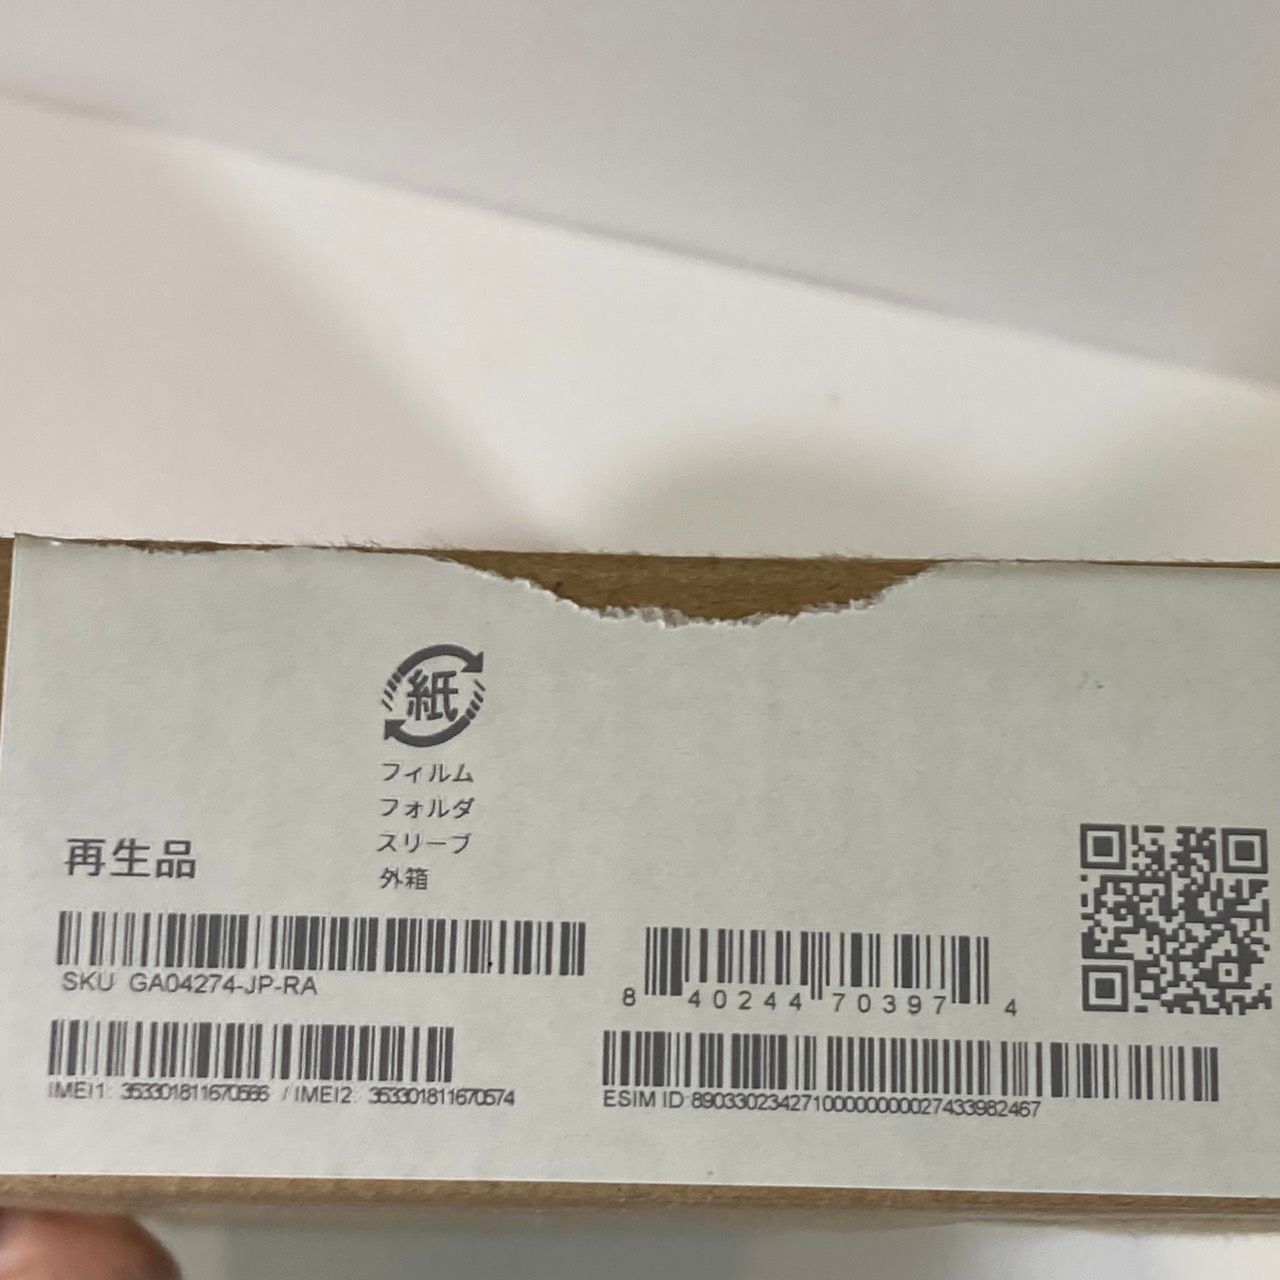 紙
フィルム
フォルダ
スリーブ
外箱
再生品
SKU GA04274-JP-RA
8 40244 70397 4
IMEI1: 353301811670566 / IMEI2: 353301811670574
ESIM ID:89033023427100000000027433982467